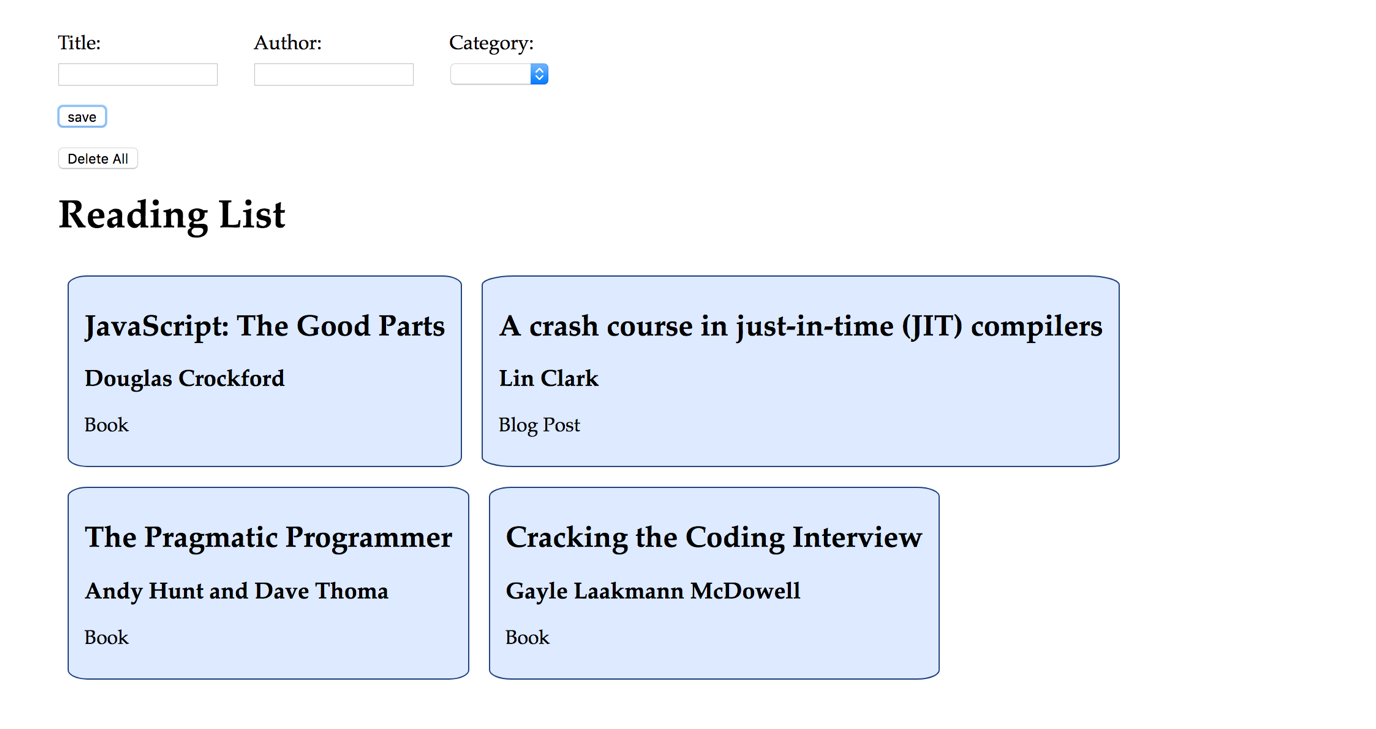 Title: Author: Category:
save
Delete All
Reading List
JavaScript: The Good Parts
Douglas Crockford
Book
A crash course in just-in-time (JIT) compilers
Lin Clark
Blog Post
The Pragmatic Programmer
Andy Hunt and Dave Thoma
Book
Cracking the Coding Interview
Gayle Laakmann McDowell
Book